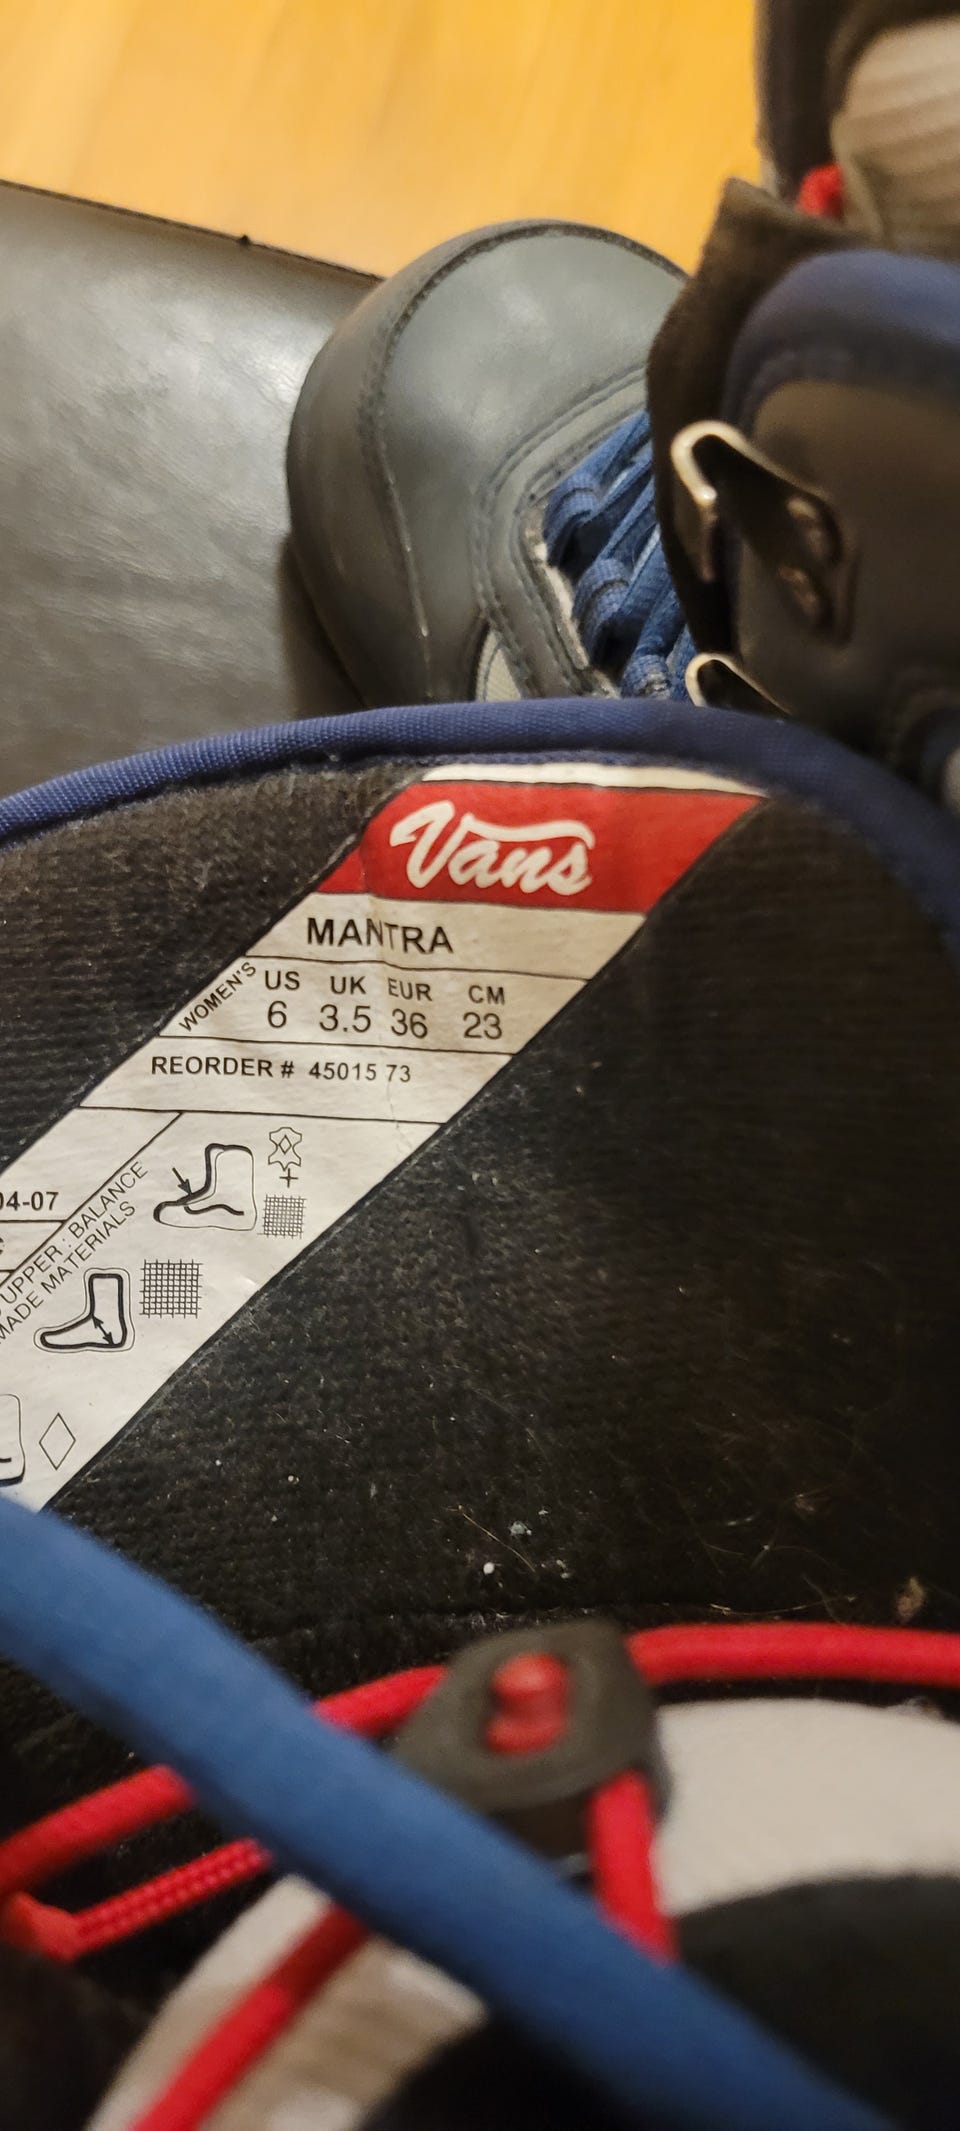 Vans
MANTRA
WOMEN'S
US UK EUR CM
6 3.5 36 23
REORDER # 45015 73
04-07
UPPER : BALANCE
MADE MATERIALS